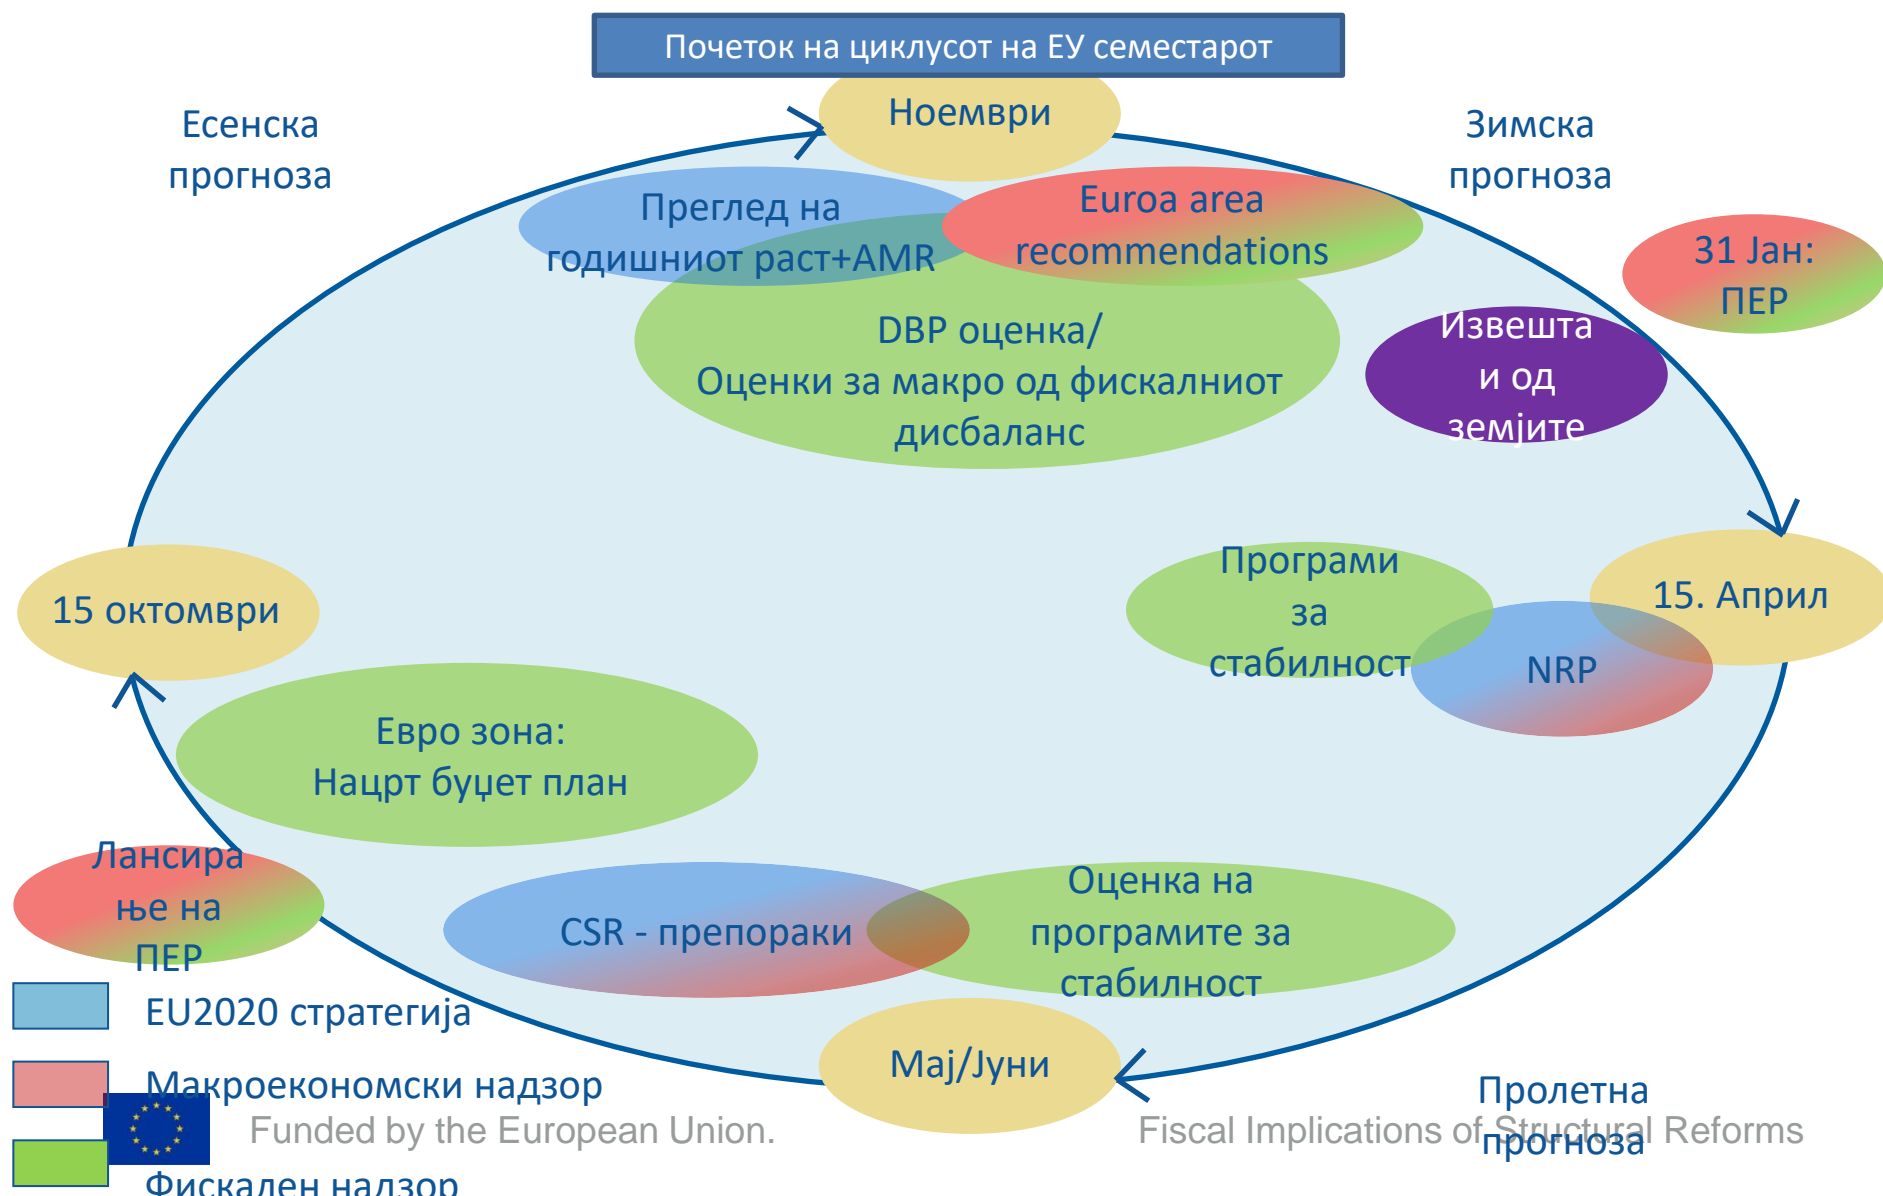 Почеток на циклусот на ЕУ семестарот
Ноември
Есенска
прогноза
Зимска
прогноза
Преглед на
годишниот раст+AMR
Euroa area
recommendations
31 Јан:
ПЕР
DBP оценка/
Оценки за макро од фискалниот
дисбаланс
Извешта
и од
земјите
15 октомври
Програми
за
стабилност
15. Април
NRP
Евро зона:
Нацрт буџет план
Лансира
ње на
ПЕР
CSR - препораки
Оценка на
програмите за
стабилност
Мај/Јуни
EU2020 стратегија
Макроекономски надзор
Фискален надзор
Пролетна
прогноза
Funded by the European Union.
Fiscal Implications of Structural Reforms